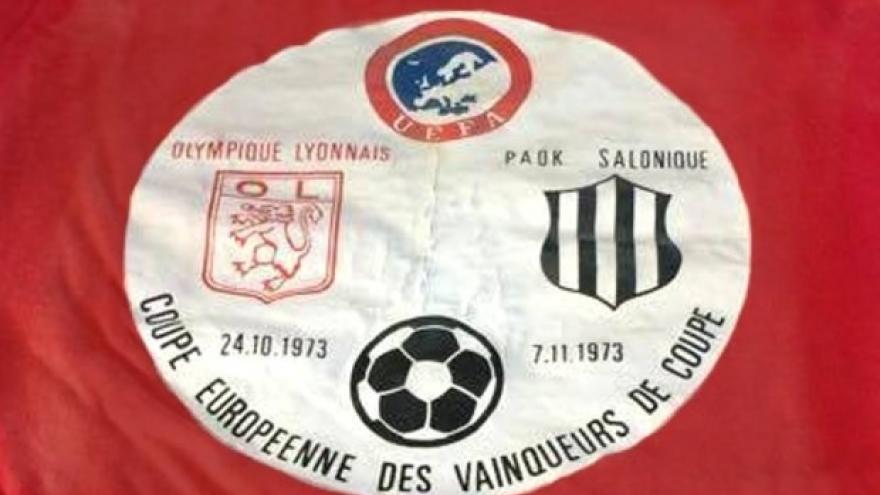 UEFA
OLYMPIQUE LYONNAIS
PAOK SALONIQUE
OL
24.10.1973
7.11.1973
COUPE EUROPEENNE DES VAINQUEURS DE COUPE